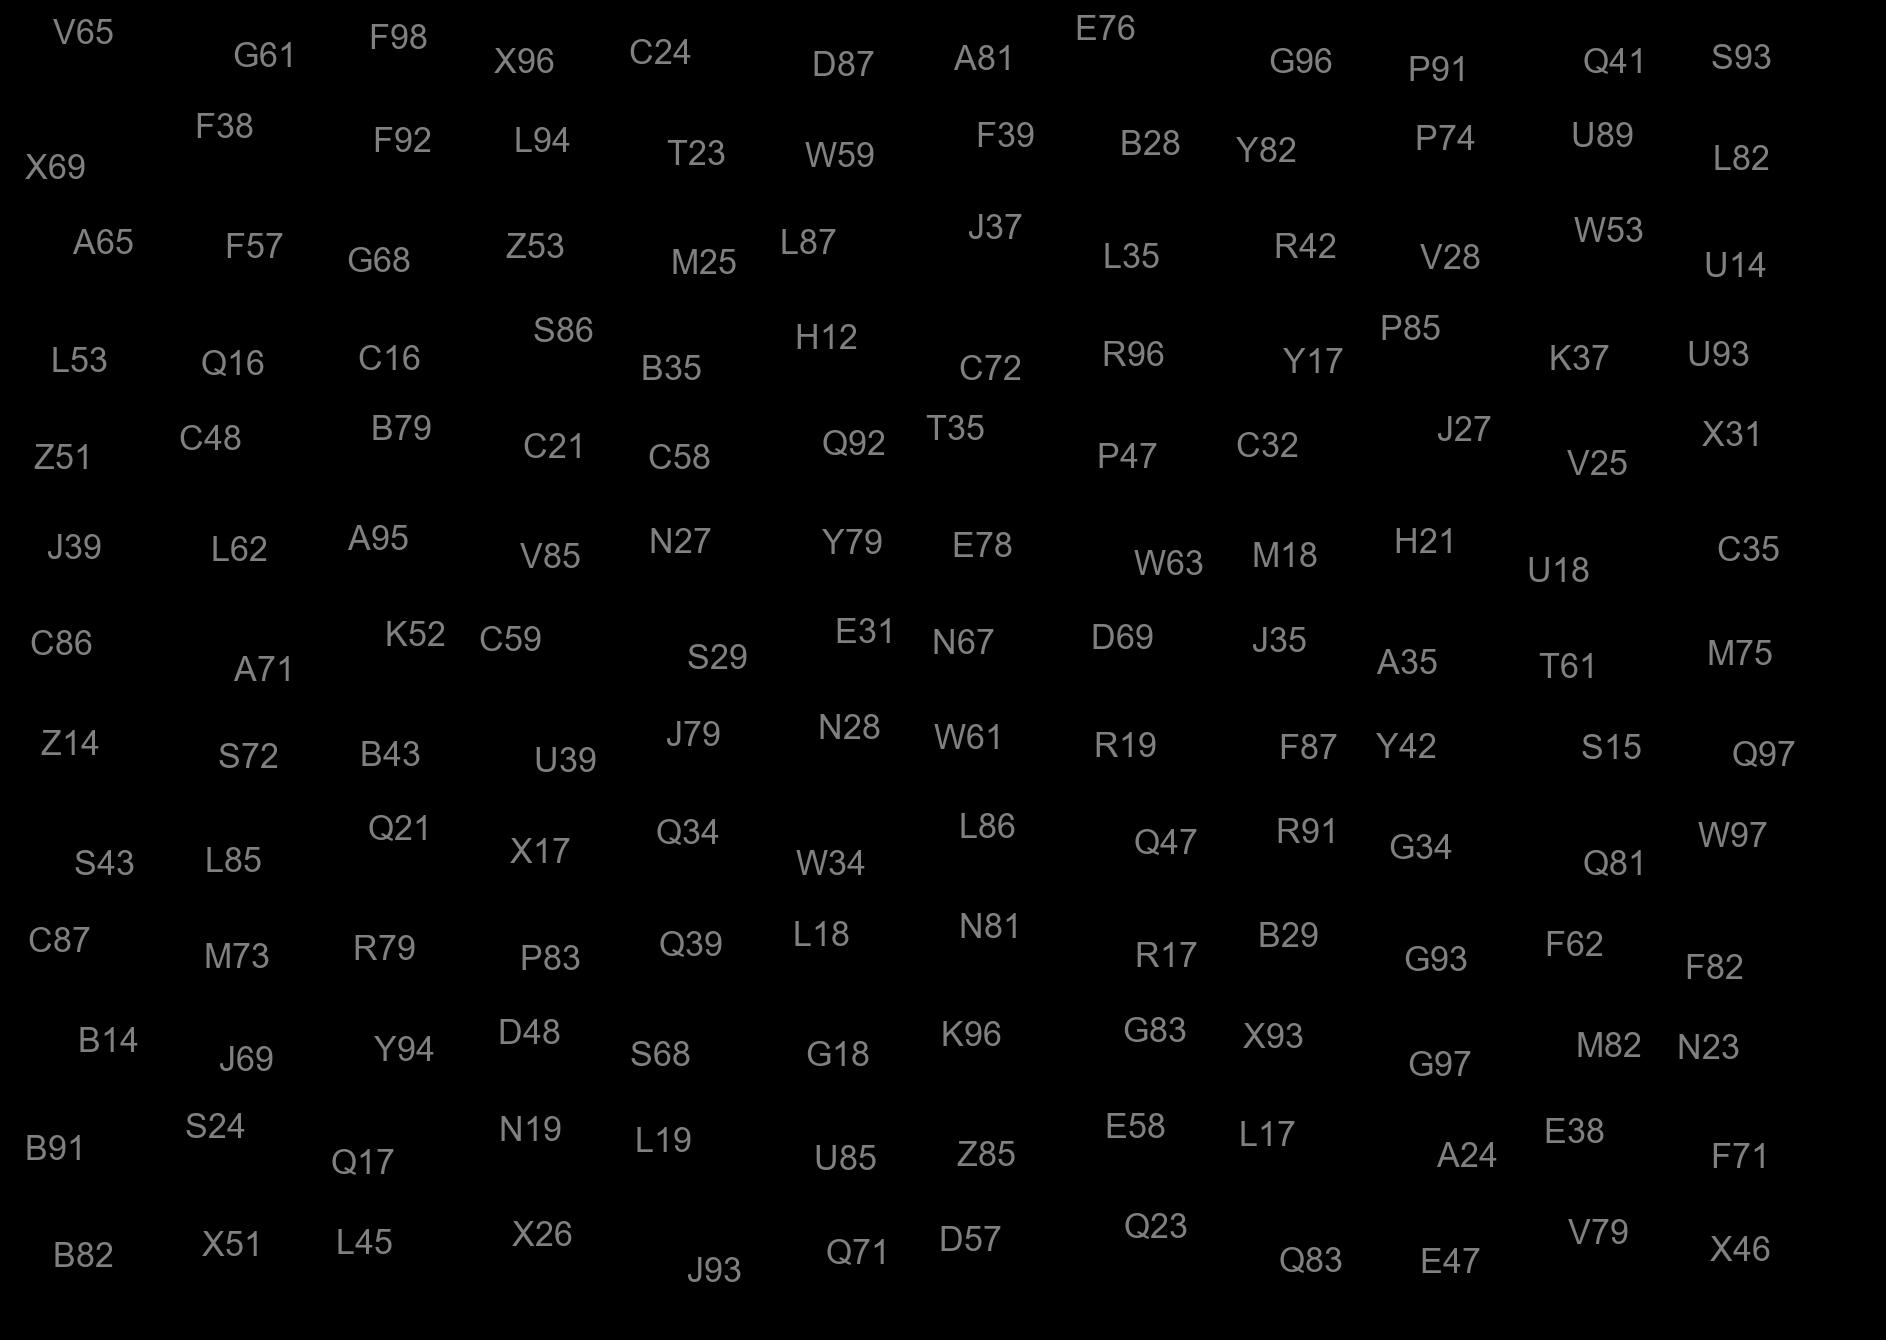 V65 G61 F98 X96 C24 D87 A81 E76 G96 P91 Q41 S93
X69 F38 F92 L94 T23 W59 F39 B28 Y82 P74 U89 L82
A65 F57 G68 Z53 M25 L87 J37 L35 R42 V28 W53 U14
L53 Q16 C16 S86 B35 H12 C72 R96 Y17 P85 K37 U93
Z51 C48 B79 C21 C58 Q92 T35 P47 C32 J27 V25 X31
J39 L62 A95 V85 N27 Y79 E78 W63 M18 H21 U18 C35
C86 A71 K52 C59 S29 E31 N67 D69 J35 A35 T61 M75
Z14 S72 B43 U39 J79 N28 W61 R19 F87 Y42 S15 Q97
S43 L85 Q21 X17 Q34 W34 L86 Q47 R91 G34 Q81 W97
C87 M73 R79 P83 Q39 L18 N81 R17 B29 G93 F62 F82
B14 J69 Y94 D48 S68 G18 K96 G83 X93 G97 M82 N23
B91 S24 Q17 N19 L19 U85 Z85 E58 L17 A24 E38 F71
B82 X51 L45 X26 J93 Q71 D57 Q23 Q83 E47 V79 X46